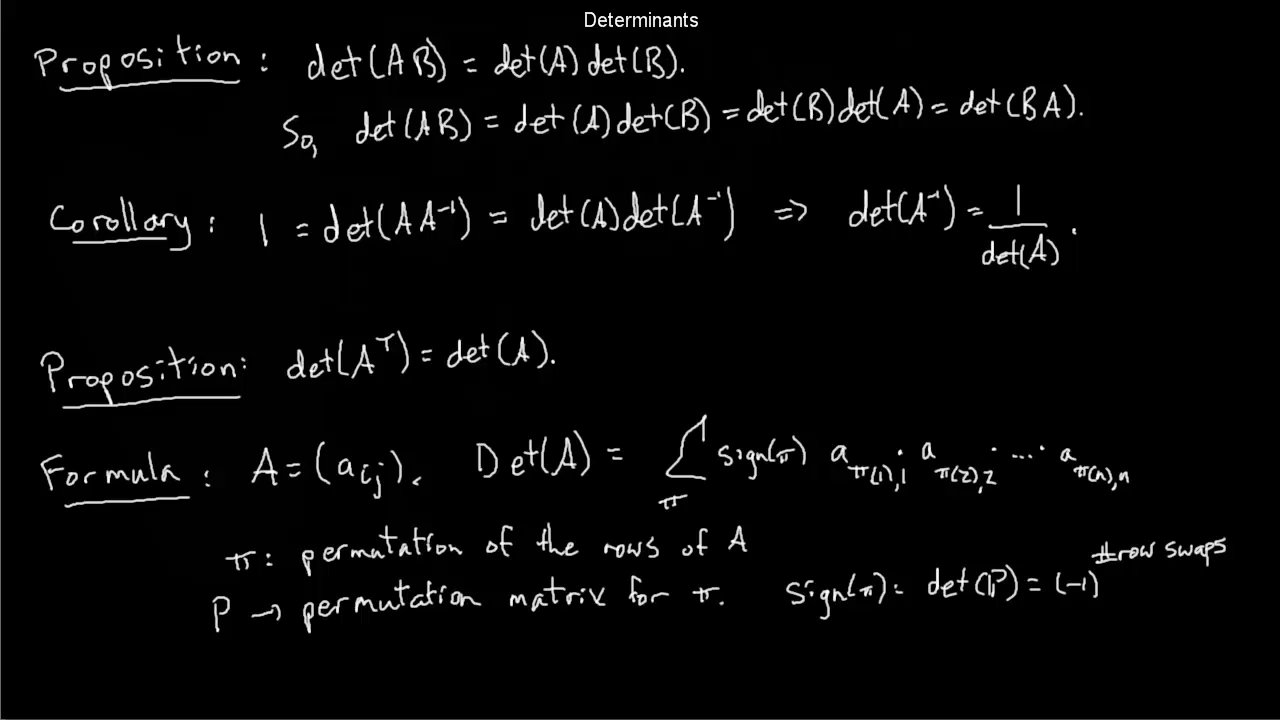 Determinants
Proposition: det(AB) = det(A) det(B).
So, det(AB) = det(A) det(B) = det(B) det(A) = det(BA).
Corollary: 1 = det(AA⁻¹) = det(A) det(A⁻¹) ⇒ det(A⁻¹) = 1/det(A).
Proposition: det(Aᵀ) = det(A).
Formula: A = (a_ij). Det(A) = Σ_π sign(π) a_π(1),1 · a_π(2),2 · ... · a_π(n),n
π: permutation of the rows of A
P → permutation matrix for π. sign(π) = det(P) = (-1)^#row swaps